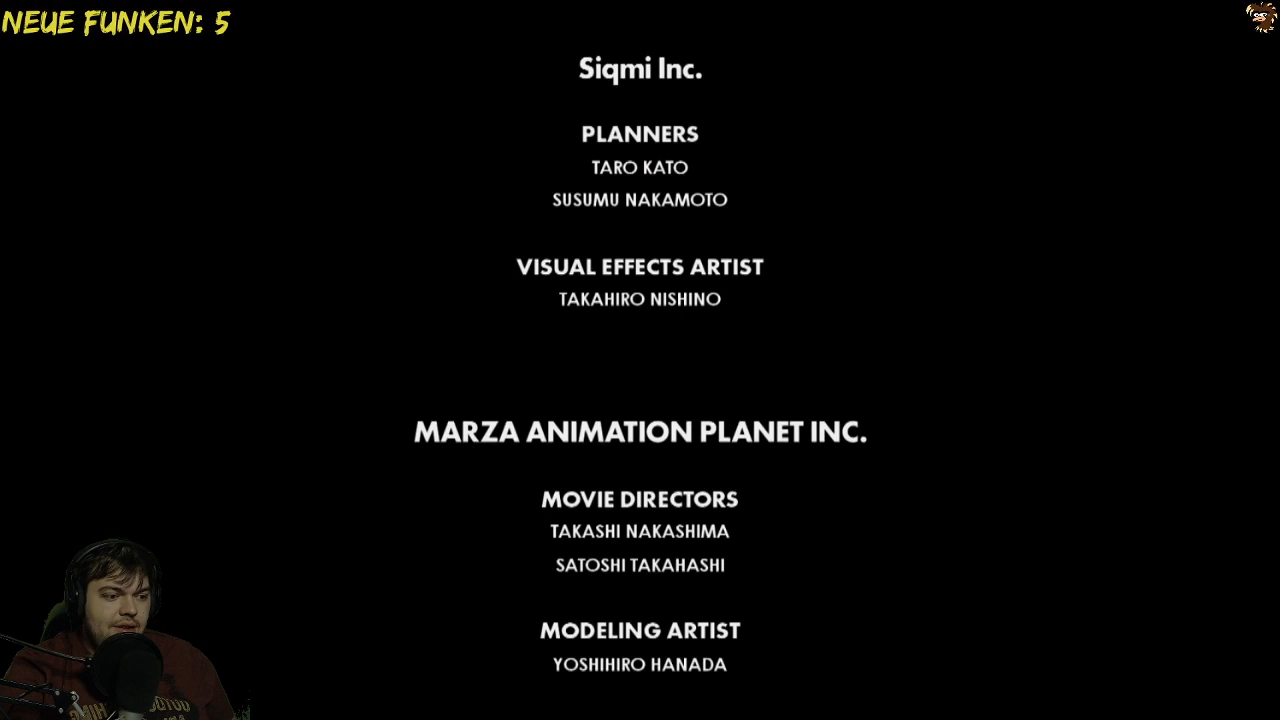 NEUE FUNKEN: 5
Siqmi Inc.
PLANNERS
TARO KATO
SUSUMU NAKAMOTO
VISUAL EFFECTS ARTIST
TAKAHIRO NISHINO
MARZA ANIMATION PLANET INC.
MOVIE DIRECTORS
TAKASHI NAKASHIMA
SATOSHI TAKAHASHI
MODELING ARTIST
YOSHIHIRO HANADA